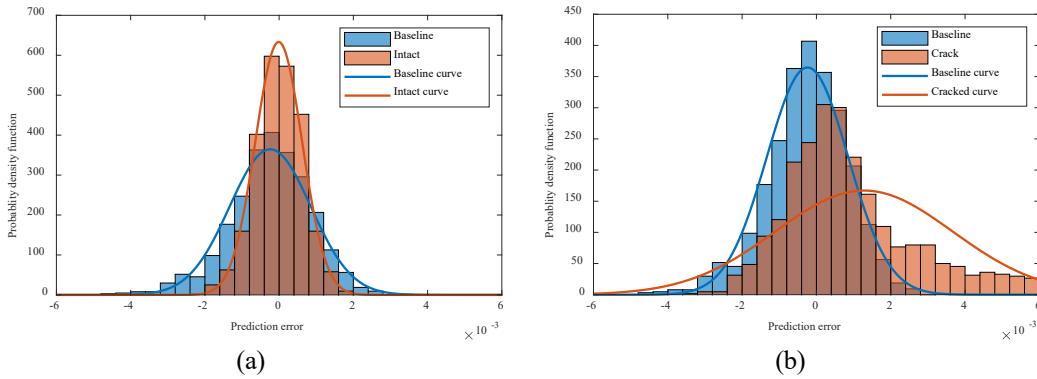 700
600
500
400
300
200
100
0
Probablity density function
Baseline
Intact
Baseline curve
Intact curve
-6 -4 -2 0 2 4 6
Prediction error
× 10 -3
(a)
450
400
350
300
250
200
150
100
50
0
Probablity density function
Baseline
Crack
Baseline curve
Cracked curve
-6 -4 -2 0 2 4 6
Prediction error
× 10 -3
(b)